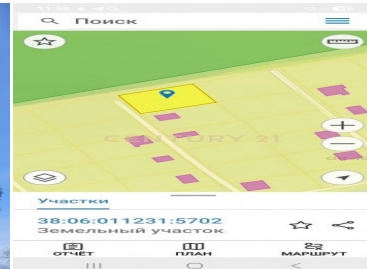 Поиск
CENTURY 21
Участки
38:06:011231:5702
Земельный участок
ОТЧЁТ
ПЛАН
МАРШРУТ